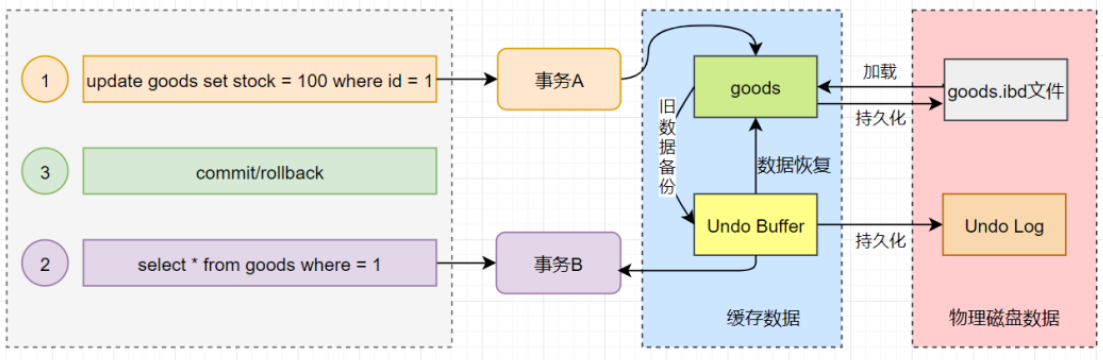 1
update goods set stock = 100 where id = 1
事务A
goods
加载
goods.ibd文件
持久化
旧数据备份
数据恢复
3
commit/rollback
Undo Buffer
持久化
Undo Log
2
select * from goods where = 1
事务B
缓存数据
物理磁盘数据